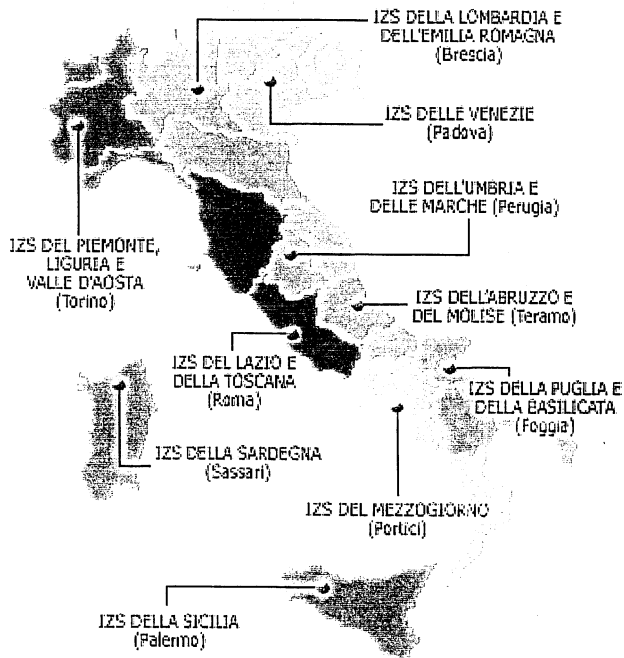 IZS DELLA LOMBARDIA E
DELL'EMILIA ROMAGNA
(Brescia)
IZS DELLE VENEZIE
(Padova)
IZS DELL'UMBRIA E
DELLE MARCHE (Perugia)
IZS DEL PIEMONTE,
LIGURIA E
VALLE D'AOSTA
(Torino)
IZS DELL'ABRUZZO E
DEL MOLISE (Teramo)
IZS DEL LAZIO E
DELLA TOSCANA
(Roma)
IZS DELLA PUGLIA E
DELLA BASILICATA
(Foggia)
IZS DELLA SARDEGNA
(Sassari)
IZS DEL MEZZOGIORNO
(Portici)
IZS DELLA SICILIA
(Palermo)